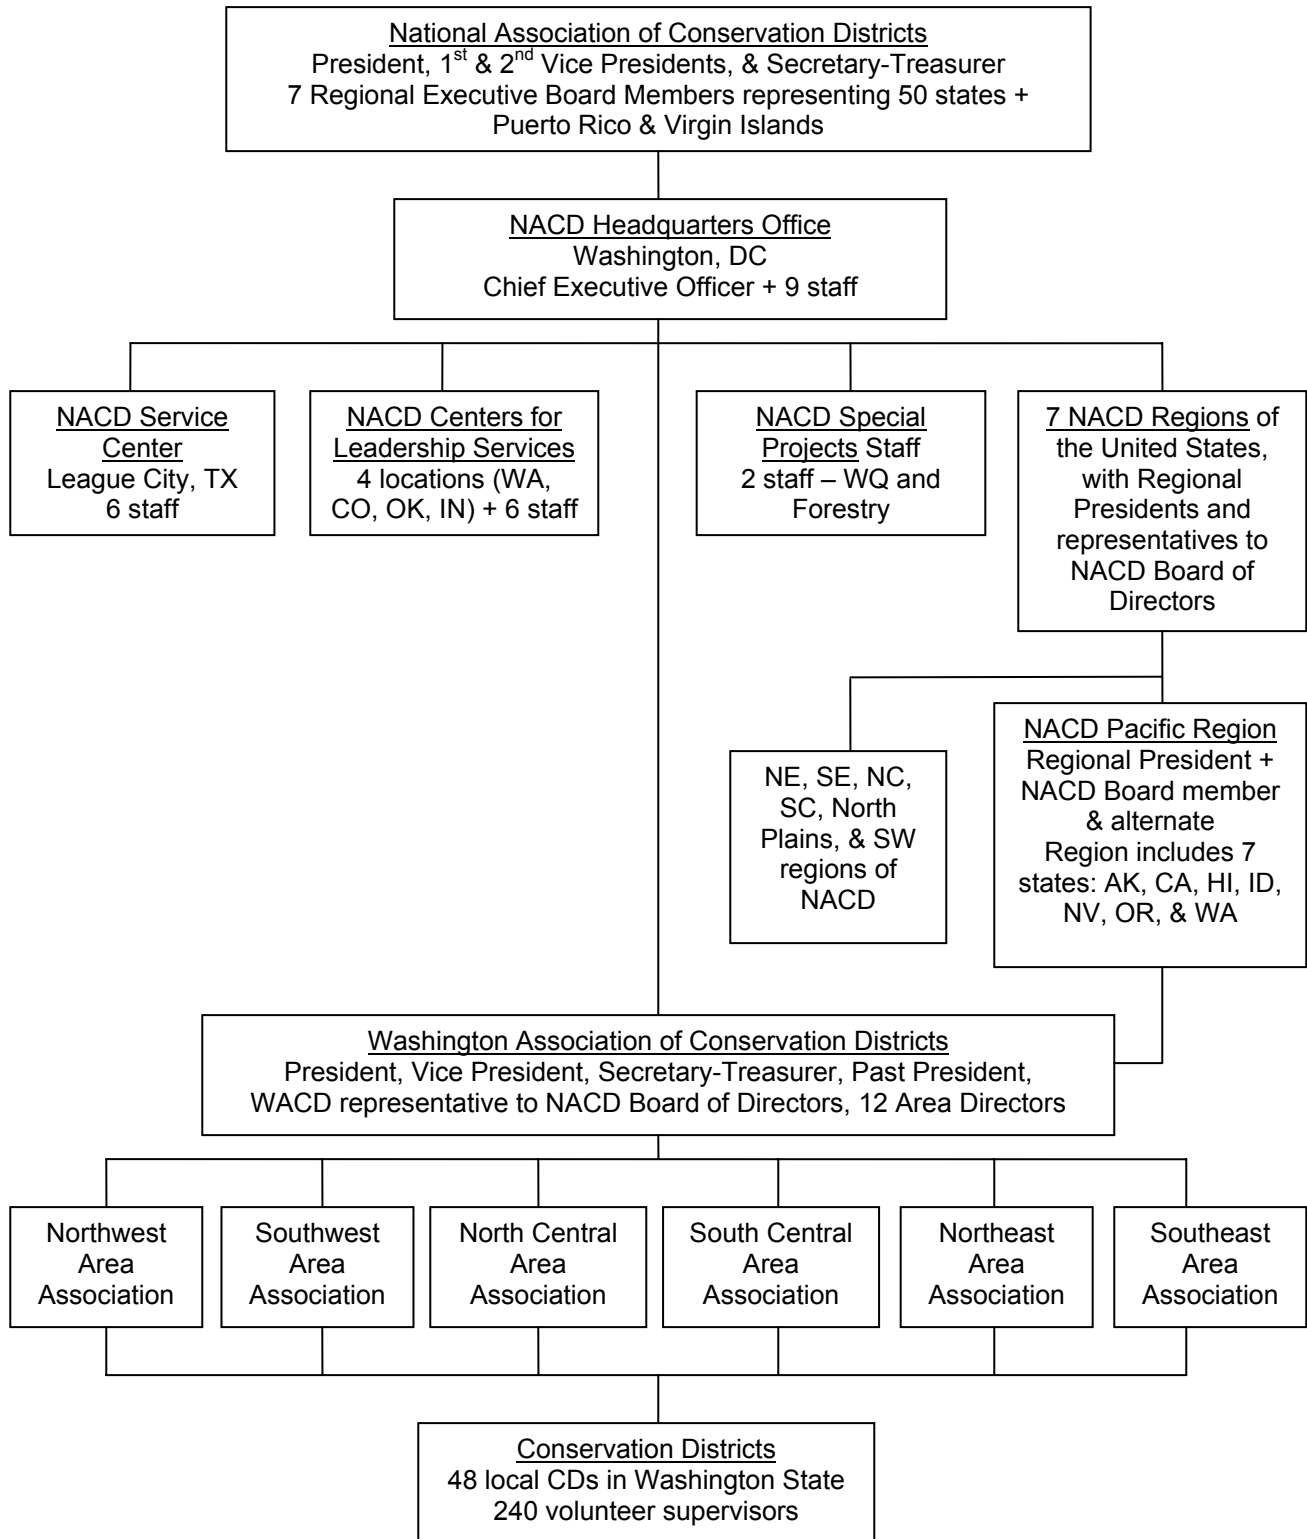 National Association of Conservation Districts
President, 1st & 2nd Vice Presidents, & Secretary-Treasurer
7 Regional Executive Board Members representing 50 states +
Puerto Rico & Virgin Islands
NACD Headquarters Office
Washington, DC
Chief Executive Officer + 9 staff
NACD Service
Center
League City, TX
6 staff
NACD Centers for
Leadership Services
4 locations (WA,
CO, OK, IN) + 6 staff
NACD Special
Projects Staff
2 staff – WQ and
Forestry
7 NACD Regions of
the United States,
with Regional
Presidents and
representatives to
NACD Board of
Directors
NE, SE, NC,
SC, North
Plains, & SW
regions of
NACD
NACD Pacific Region
Regional President +
NACD Board member
& alternate
Region includes 7
states: AK, CA, HI, ID,
NV, OR, & WA
Washington Association of Conservation Districts
President, Vice President, Secretary-Treasurer, Past President,
WACD representative to NACD Board of Directors, 12 Area Directors
Northwest
Area
Association
Southwest
Area
Association
North Central
Area
Association
South Central
Area
Association
Northeast
Area
Association
Southeast
Area
Association
Conservation Districts
48 local CDs in Washington State
240 volunteer supervisors